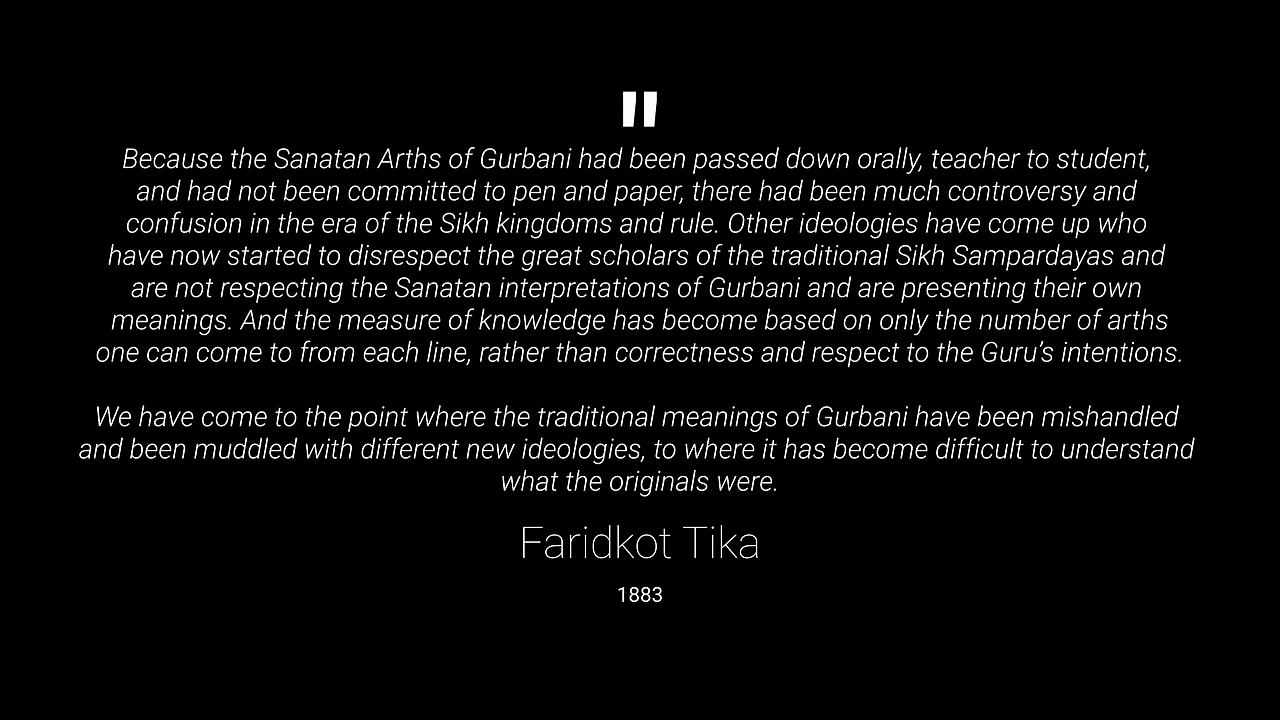 "
Because the Sanatan Arths of Gurbani had been passed down orally, teacher to student,
and had not been committed to pen and paper, there had been much controversy and
confusion in the era of the Sikh kingdoms and rule. Other ideologies have come up who
have now started to disrespect the great scholars of the traditional Sikh Sampardayas and
are not respecting the Sanatan interpretations of Gurbani and are presenting their own
meanings. And the measure of knowledge has become based on only the number of arths
one can come to from each line, rather than correctness and respect to the Guru's intentions.
We have come to the point where the traditional meanings of Gurbani have been mishandled
and been muddled with different new ideologies, to where it has become difficult to understand
what the originals were.
Faridkot Tika
1883